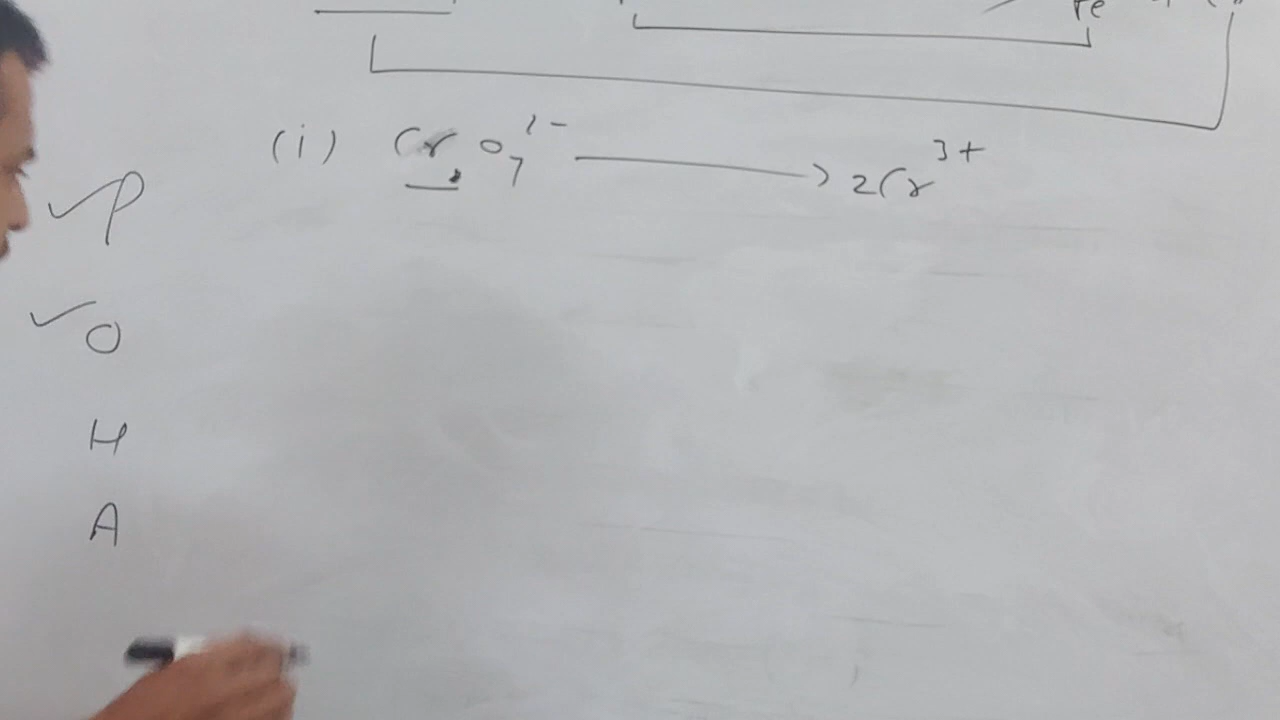 Fe
(i) Cr₂O₇²⁻ ⟶ 2Cr³⁺
P
O
H
A